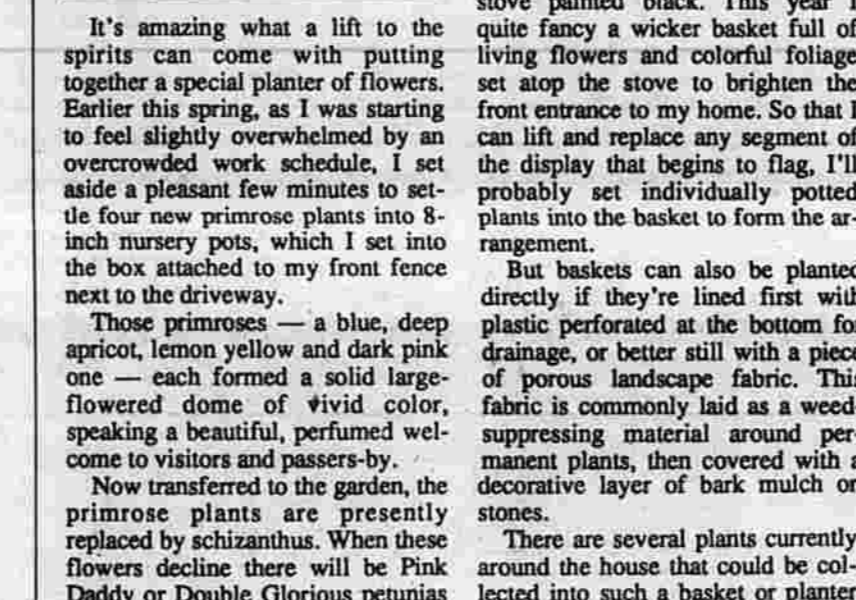 It's amazing what a lift to the
spirits can come with putting
together a special planter of flowers.
Earlier this spring, as I was starting
to feel slightly overwhelmed by an
overcrowded work schedule, I set
aside a pleasant few minutes to set-
tle four new primrose plants into 8-
inch nursery pots, which I set into
the box attached to my front fence
next to the driveway.
Those primroses — a blue, deep
apricot, lemon yellow and dark pink
one — each formed a solid large-
flowered dome of vivid color,
speaking a beautiful, perfumed wel-
come to visitors and passers-by.
Now transferred to the garden, the
primrose plants are presently
replaced by schizanthus. When these
flowers decline there will be Pink
Daddy or Double Glorious petunias
stove painted black. This year I
quite fancy a wicker basket full of
living flowers and colorful foliage
set atop the stove to brighten the
front entrance to my home. So that I
can lift and replace any segment of
the display that begins to flag, I'll
probably set individually potted
plants into the basket to form the ar-
rangement.
But baskets can also be planted
directly if they're lined first with
plastic perforated at the bottom for
drainage, or better still with a piece
of porous landscape fabric. This
fabric is commonly laid as a weed-
suppressing material around per-
manent plants, then covered with a
decorative layer of bark mulch or
stones.
There are several plants currently
around the house that could be col-
lected into such a basket or planter